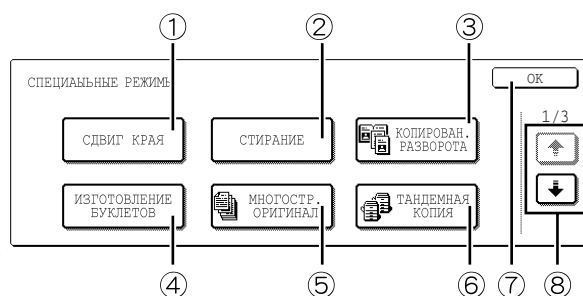 ① ② ③
СПЕЦИАЫЬНЫЕ РЕЖИМЫ
OK
1/3
СДВИГ КРАЯ
СТИРАНИЕ
КОПИРОВАН.
РАЗВОРОТА
ИЗГОТОВЛЕНИЕ
БУКЛЕТОВ
МНОГОСТР.
ОРИГИНАЛ
ТАНДЕМНАЯ
КОПИЯ
④ ⑤ ⑥ ⑦ ⑧